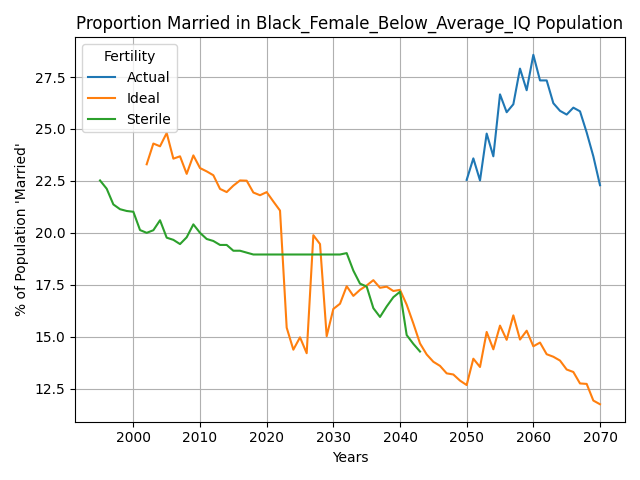 Proportion Married in Black_Female_Below_Average_IQ Population
Fertility
Actual
Ideal
Sterile
% of Population 'Married'
27.5
25.0
22.5
20.0
17.5
15.0
12.5
2000 2010 2020 2030 2040 2050 2060 2070
Years